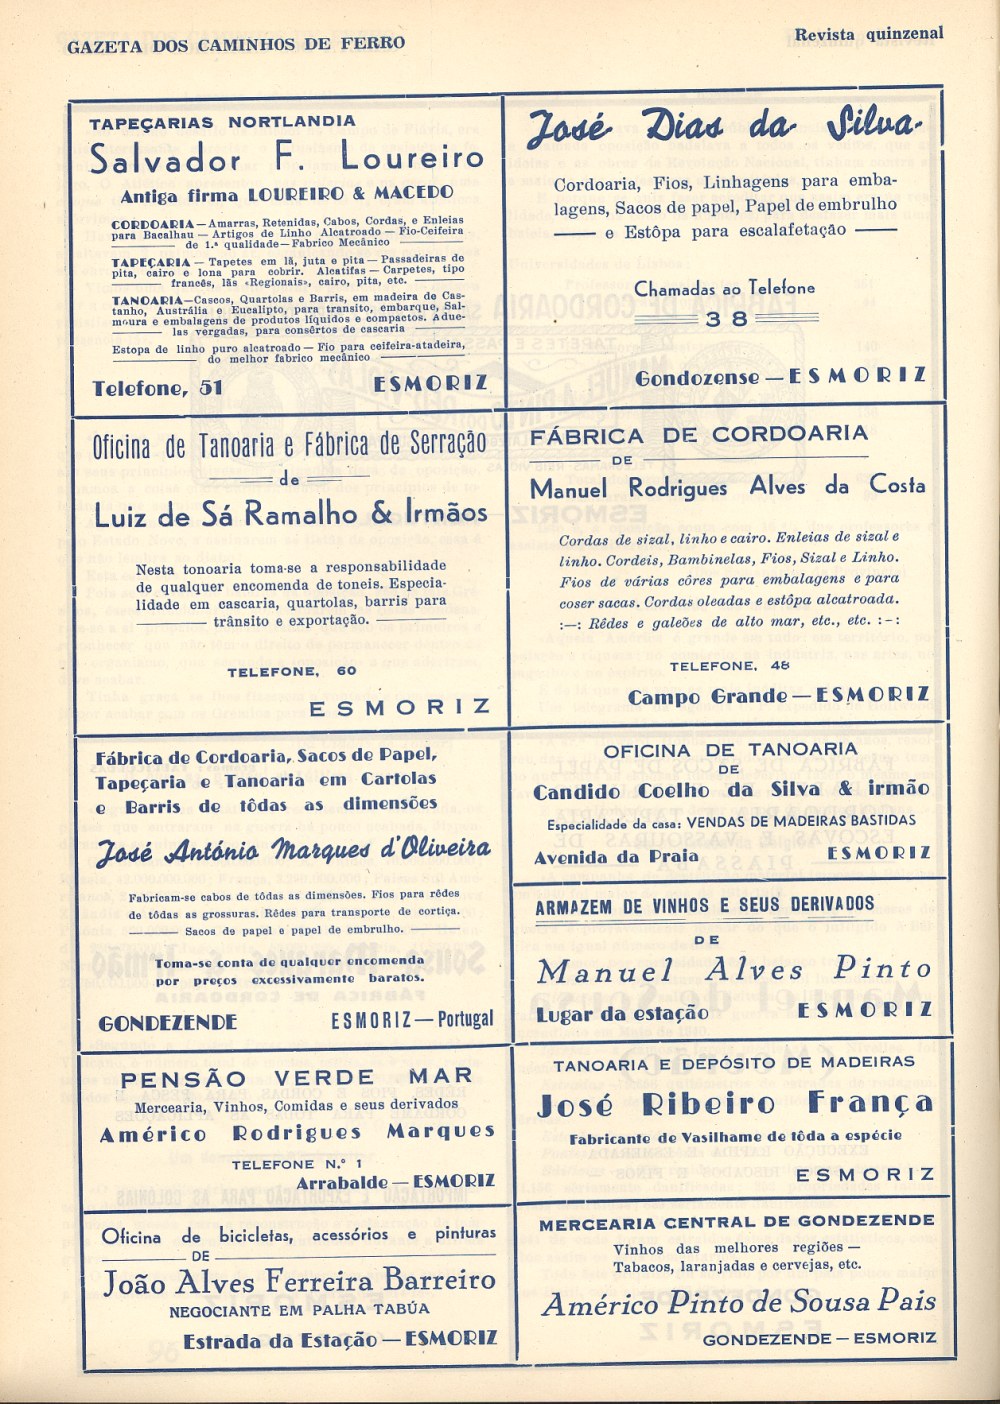 GAZETA DOS CAMINHOS DE FERRO
Revista quinzenal
TAPEÇARIAS NORTLANDIA
Salvador F. Loureiro
Antiga firma LOUREIRO & MACEDO
CORDOARIA — Amarras, Retenidas, Cabos, Cordas, e Enleias
para Bacalhau — Artigos de Linho Alcatroado — Fio-Ceifeira
de 1.ª qualidade — Fabrico Mecânico
TAPEÇARIA — Tapetes em lã, juta e pita — Passadeiras de
pita, cairo e lona para cobrir. Alcatifas — Carpetes, tipo
francês, lãs «Regionais», cairo, pita, etc.
TANOARIA — Cascos, Quartolas e Barris, em madeira de Cas-
tanho, Austrália e Eucalipto, para transito, embarque, Sal-
moura e embalagens de produtos líquidos e compactos. Adue-
las vergadas, para consêrtos de cascaria
Estopa de linho puro alcatroado — Fio para ceifeira-atadeira,
do melhor fabrico mecânico
Telefone, 51 ESMORIZ
José Dias da Silva
Cordoaria, Fios, Linhagens para emba-
lagens, Sacos de papel, Papel de embrulho
e Estôpa para escalafetação
Chamadas ao Telefone
38
Gondozense — ESMORIZ
Oficina de Tanoaria e Fábrica de Serração
de
Luiz de Sá Ramalho & Irmãos
Nesta tonoaria toma-se a responsabilidade
de qualquer encomenda de toneis. Especia-
lidade em cascaria, quartolas, barris para
trânsito e exportação.
TELEFONE, 60
ESMORIZ
FÁBRICA DE CORDOARIA
DE
Manuel Rodrigues Alves da Costa
Cordas de sizal, linho e cairo. Enleias de sizal e
linho. Cordeis, Bambinelas, Fios, Sizal e Linho.
Fios de várias côres para embalagens e para
coser sacas. Cordas oleadas e estôpa alcatroada.
:—: Rêdes e galeões de alto mar, etc., etc. :-:
TELEFONE, 48
Campo Grande — ESMORIZ
Fábrica de Cordoaria, Sacos de Papel,
Tapeçaria e Tanoaria em Cartolas
e Barris de tôdas as dimensões
José António Marques d'Oliveira
Fabricam-se cabos de tôdas as dimensões. Fios para rêdes
de tôdas as grossuras. Rêdes para transporte de cortiça.
Sacos de papel e papel de embrulho.
Toma-se conta de qualquer encomenda
por preços excessivamente baratos.
GONDEZENDE ESMORIZ — Portugal
OFICINA DE TANOARIA
DE
Candido Coelho da Silva & irmão
Especialidade da casa: VENDAS DE MADEIRAS BASTIDAS
Avenida da Praia ESMORIZ
ARMAZEM DE VINHOS E SEUS DERIVADOS
DE
Manuel Alves Pinto
Lugar da estação ESMORIZ
PENSÃO VERDE MAR
Mercearia, Vinhos, Comidas e seus derivados
Américo Rodrigues Marques
TELEFONE N.º 1
Arrabalde — ESMORIZ
TANOARIA E DEPÓSITO DE MADEIRAS
José Ribeiro França
Fabricante de Vasilhame de tôda a espécie
ESMORIZ
Oficina de bicicletas, acessórios e pinturas
DE
João Alves Ferreira Barreiro
NEGOCIANTE EM PALHA TABÚA
Estrada da Estação — ESMORIZ
MERCEARIA CENTRAL DE GONDEZENDE
Vinhos das melhores regiões —
Tabacos, laranjadas e cervejas, etc.
Américo Pinto de Sousa Pais
GONDEZENDE — ESMORIZ